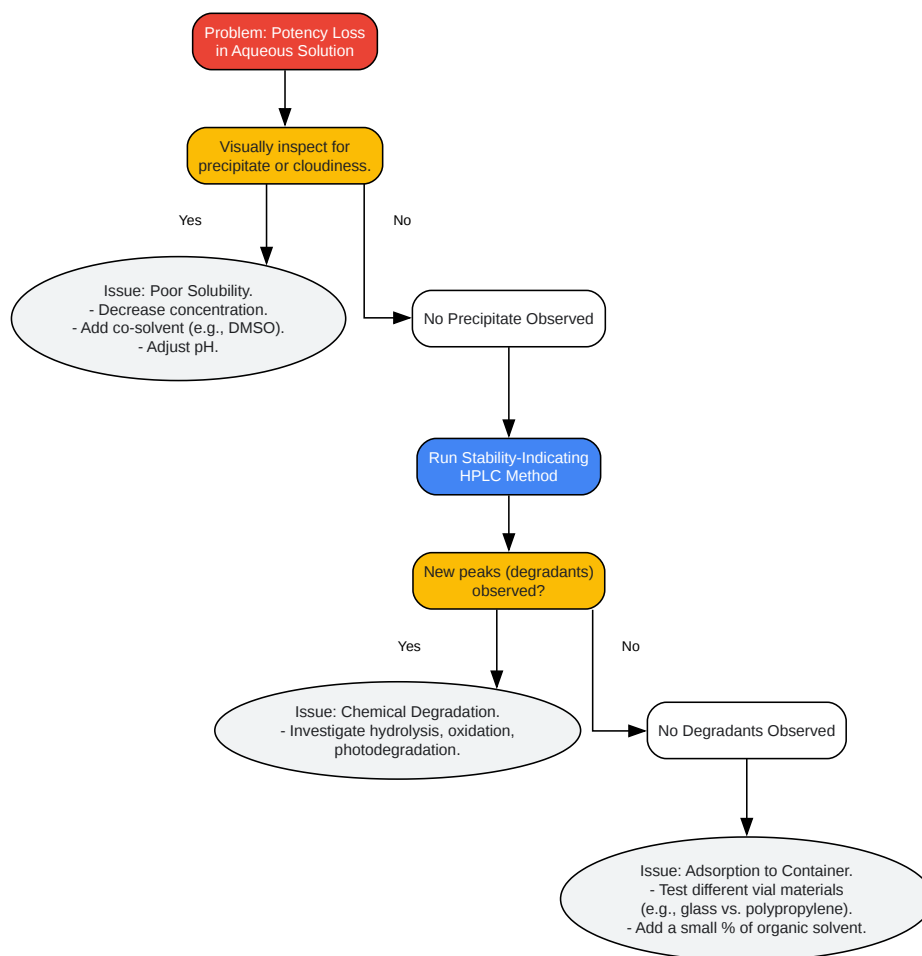 Problem: Potency Loss
in Aqueous Solution
Visually inspect for
precipitate or cloudiness.
Yes
No
Issue: Poor Solubility.
- Decrease concentration.
- Add co-solvent (e.g., DMSO).
- Adjust pH.
No Precipitate Observed
Run Stability-Indicating
HPLC Method
New peaks (degradants)
observed?
Yes
No
Issue: Chemical Degradation.
- Investigate hydrolysis, oxidation,
photodegradation.
No Degradants Observed
Issue: Adsorption to Container.
- Test different vial materials
(e.g., glass vs. polypropylene).
- Add a small % of organic solvent.